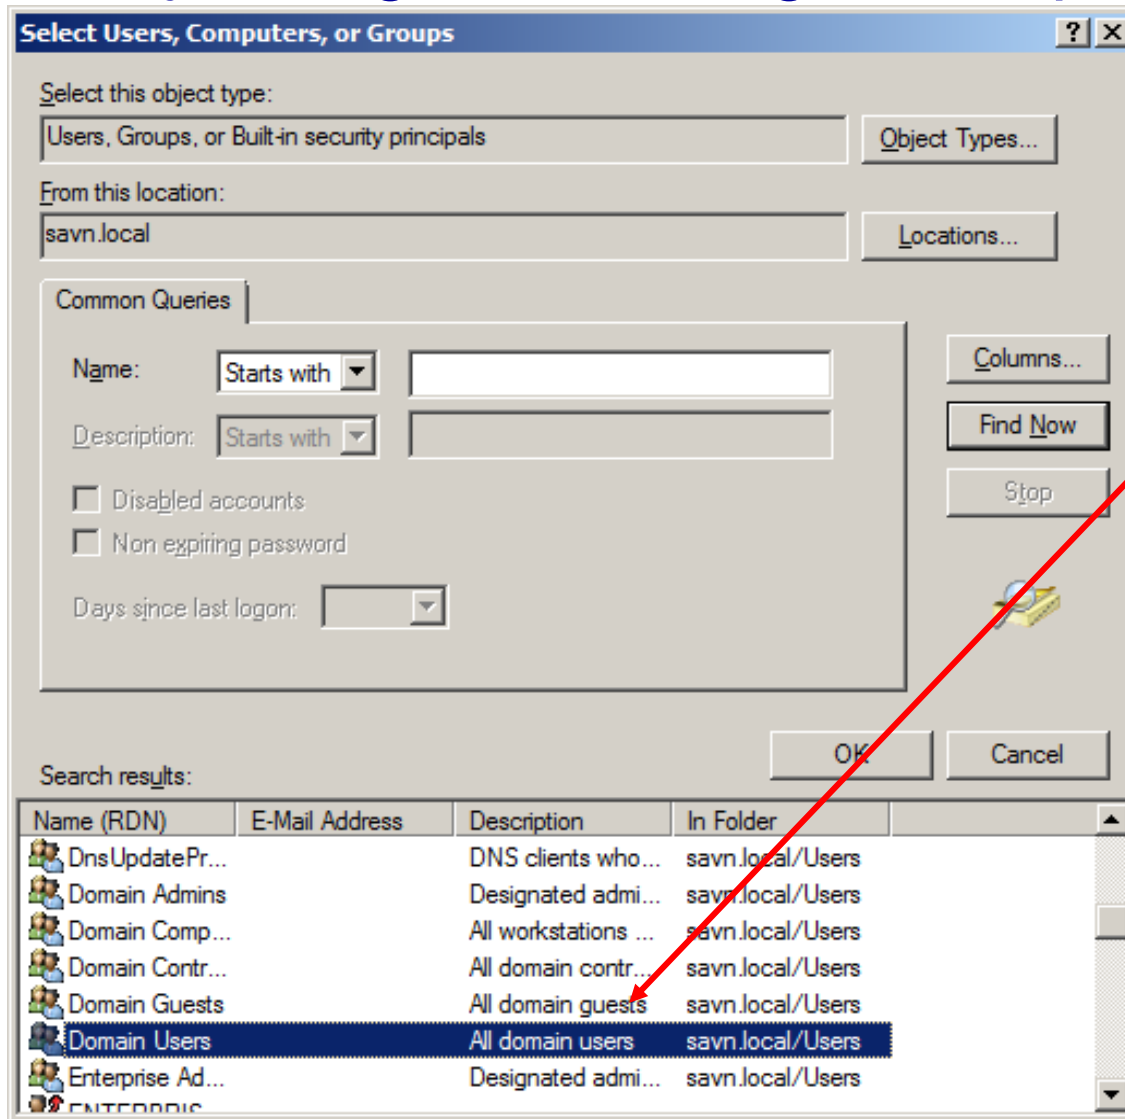 Select Users, Computers, or Groups
Select this object type:
Users, Groups, or Built-in security principals
Object Types...
From this location:
savn.local
Locations...
Common Queries
Name: Starts with
Columns...
Description: Starts with
Find Now
Disabled accounts
Stop
Non expiring password
Days since last logon:
OK Cancel
Search results:
Name (RDN) E-Mail Address Description In Folder
DnsUpdatePr... DNS clients who... savn.local/Users
Domain Admins Designated admi... savn.local/Users
Domain Comp... All workstations ... savn.local/Users
Domain Contr... All domain contr... savn.local/Users
Domain Guests All domain guests savn.local/Users
Domain Users All domain users savn.local/Users
Enterprise Ad... Designated admi... savn.local/Users